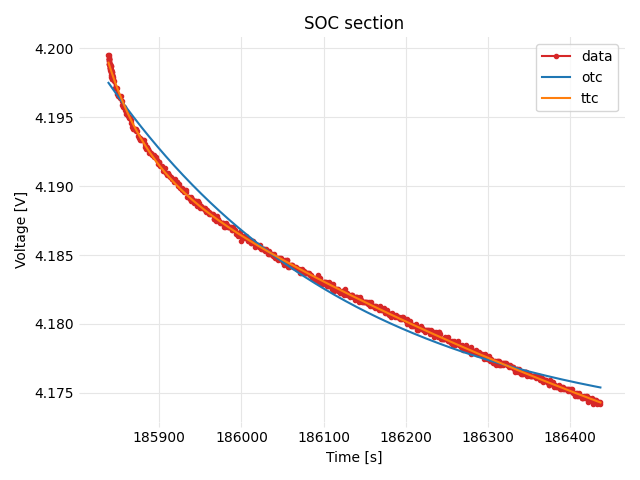 SOC section
4.200
4.195
4.190
4.185
4.180
4.175
Voltage [V]
data
otc
ttc
185900 186000 186100 186200 186300 186400
Time [s]